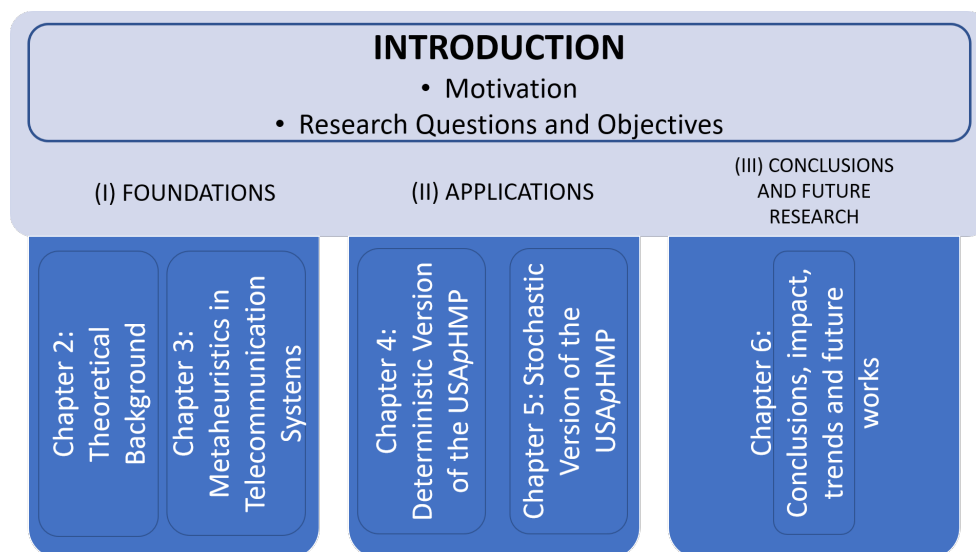 INTRODUCTION
• Motivation
• Research Questions and Objectives
(I) FOUNDATIONS
(II) APPLICATIONS
(III) CONCLUSIONS
AND FUTURE
RESEARCH
Chapter 2:
Theoretical
Background
Chapter 3:
Metaheuristics in
Telecommunication
Systems
Chapter 4:
Deterministic Version
of the USApHMP
Chapter 5: Stochastic
Version of the
USApHMP
Chapter 6:
Conclusions, impact,
trends and future
works